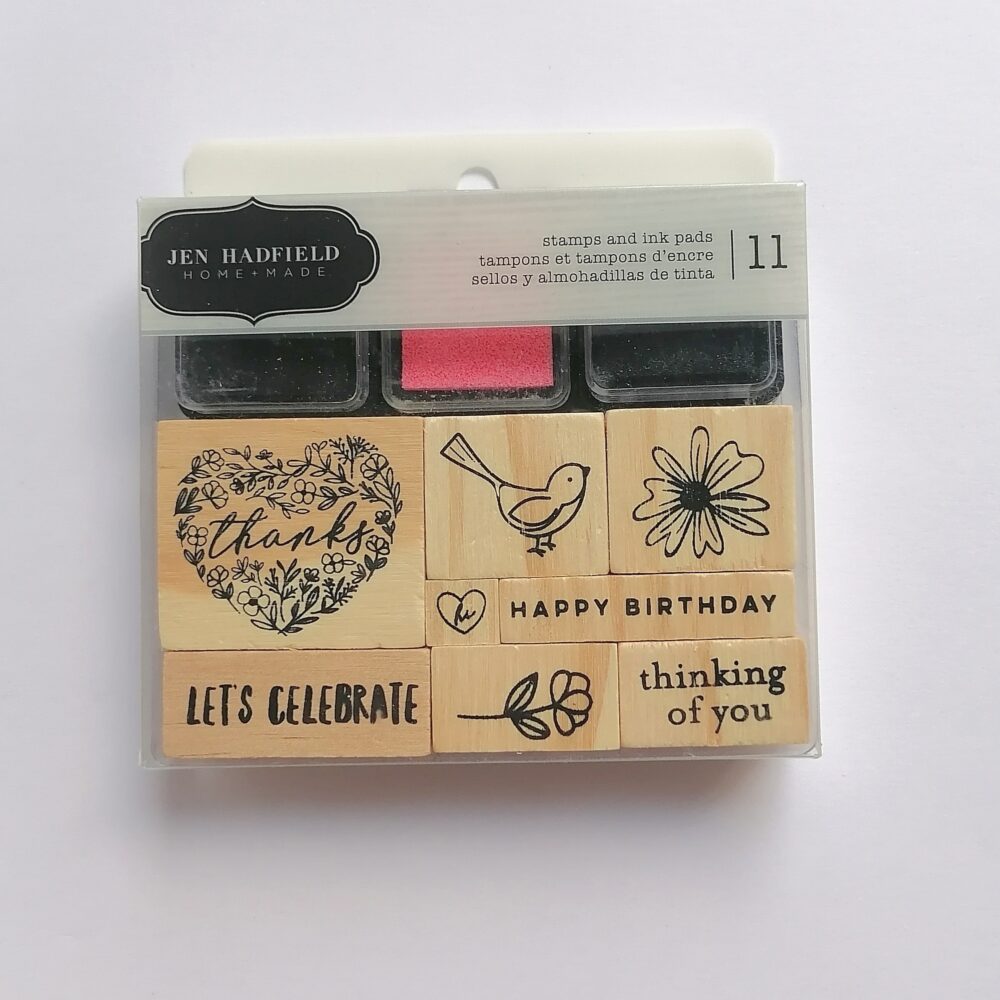 JEN HADFIELD
HOME+MADE
stamps and ink pads
tampons et tampons d'encre
sellos y almohadillas de tinta
11
thanks
hi
HAPPY BIRTHDAY
LET'S CELEBRATE
thinking
of you